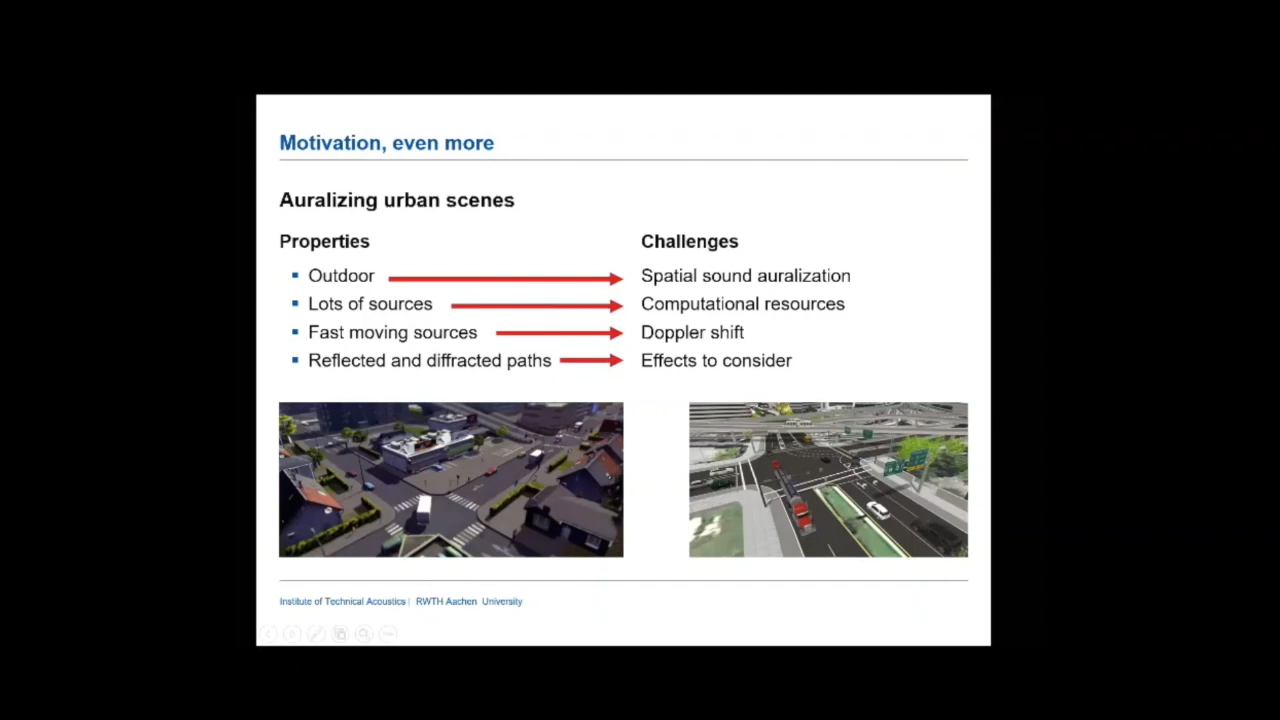 Motivation, even more
Auralizing urban scenes
Properties
Challenges
Outdoor
Spatial sound auralization
Lots of sources
Computational resources
Fast moving sources
Doppler shift
Reflected and diffracted paths
Effects to consider
Institute of Technical Acoustics | RWTH Aachen University